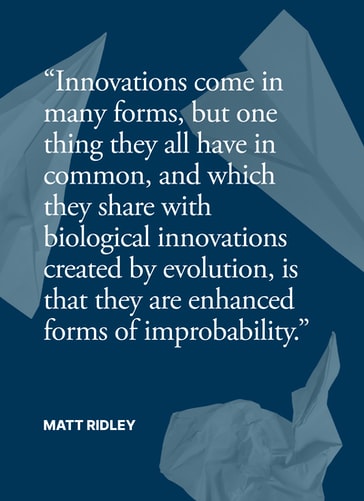 “Innovations come in
many forms, but one
thing they all have in
common, and which
they share with
biological innovations
created by evolution, is
that they are enhanced
forms of improbability.”
MATT RIDLEY